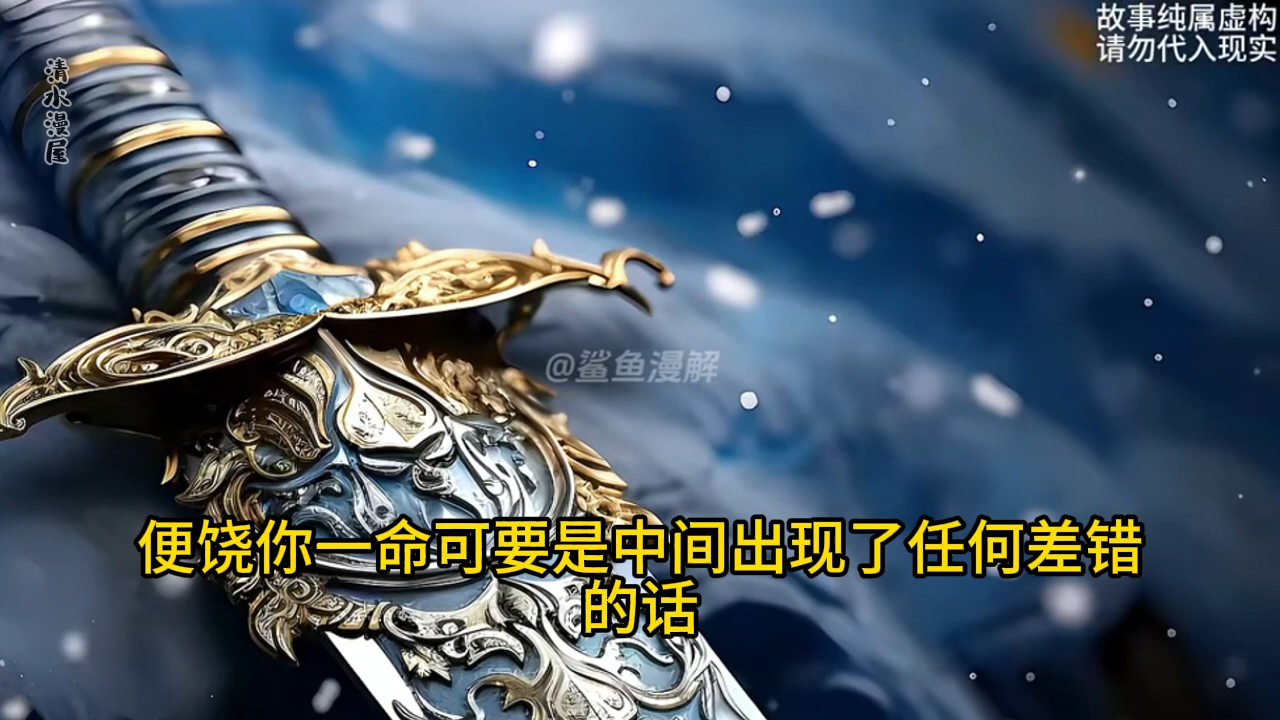 故事纯属虚构
请勿代入现实
清水漫屋
@鲨鱼漫解
便饶你一命可要是中间出现了任何差错
的话